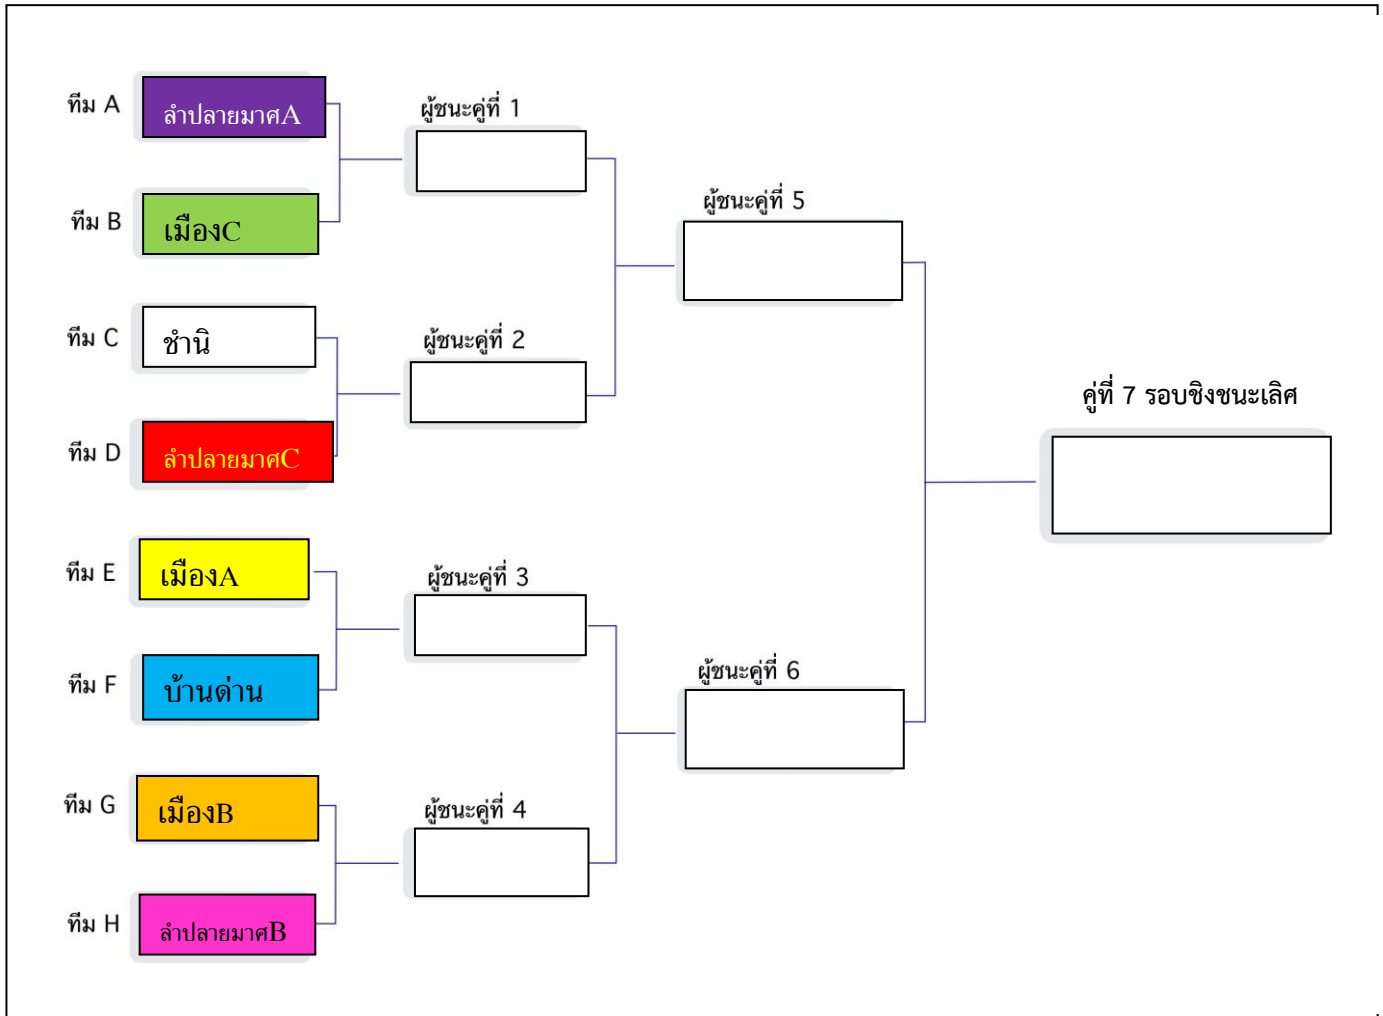 ทีม A
ลำปลายมาศA
ผู้ชนะคู่ที่ 1
ทีม B
เมืองC
ผู้ชนะคู่ที่ 5
ทีม C
ชำนิ
ผู้ชนะคู่ที่ 2
คู่ที่ 7 รอบชิงชนะเลิศ
ทีม D
ลำปลายมาศC
ทีม E
เมืองA
ผู้ชนะคู่ที่ 3
ทีม F
บ้านด่าน
ผู้ชนะคู่ที่ 6
ทีม G
เมืองB
ผู้ชนะคู่ที่ 4
ทีม H
ลำปลายมาศB